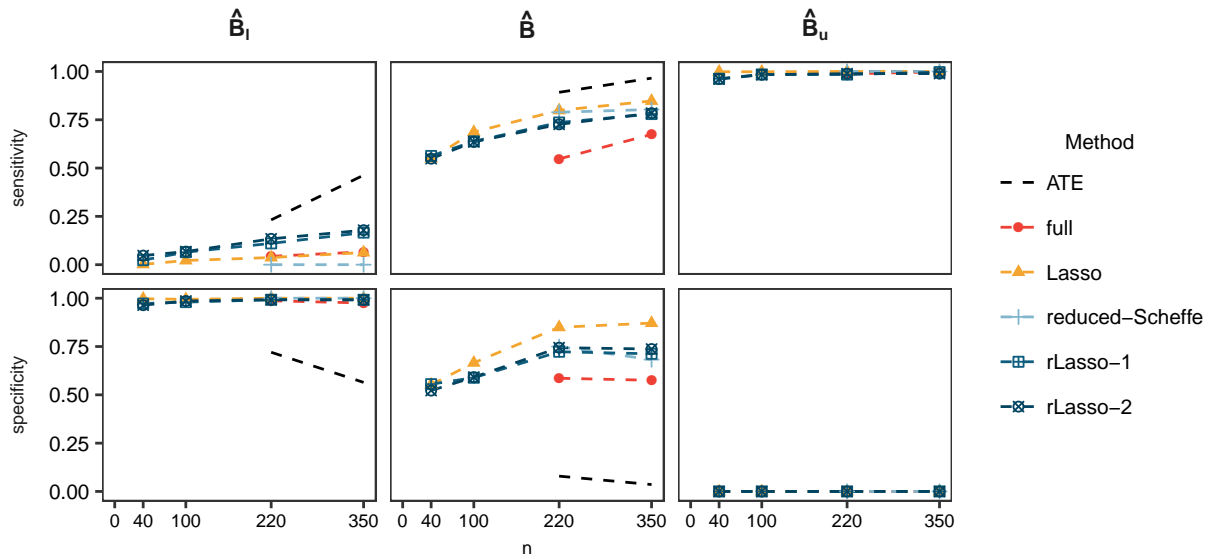 B̂ₗ B̂ B̂ᵤ
sensitivity
1.00
0.75
0.50
0.25
0.00
specificity
1.00
0.75
0.50
0.25
0.00
0 40 100 220 350
0 40 100 220 350
0 40 100 220 350
n
Method
ATE
full
Lasso
reduced−Scheffe
rLasso−1
rLasso−2